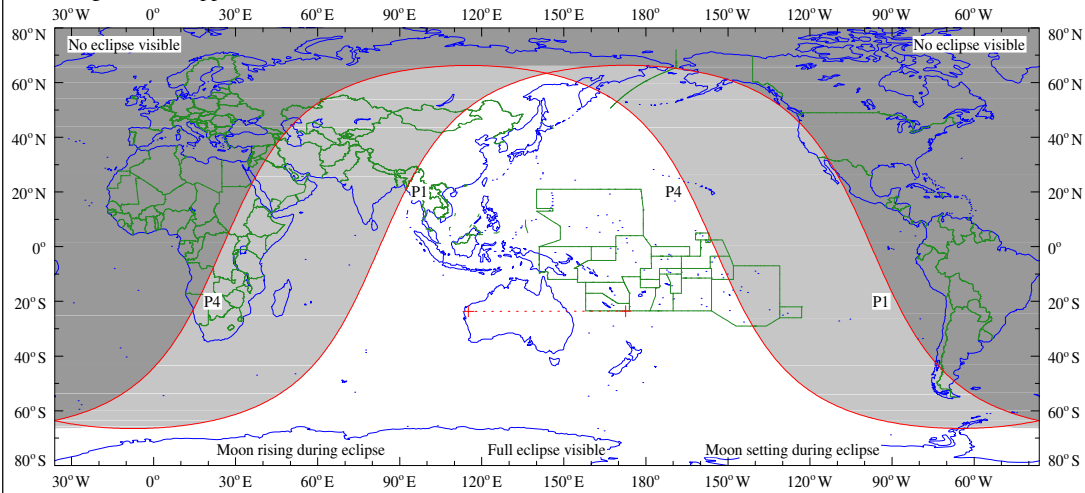 30° W 0° 30° E 60° E 90° E 120° E 150° E 180° 150° W 120° W 90° W 60° W
80° N 80° N
No eclipse visible No eclipse visible
60° N 60° N
40° N 40° N
20° N P1 P4 20° N
0° 0°
20° S P4 P1 20° S
40° S 40° S
60° S 60° S
Moon rising during eclipse Full eclipse visible Moon setting during eclipse
80° S 80° S
30° W 0° 30° E 60° E 90° E 120° E 150° E 180° 150° W 120° W 90° W 60° W